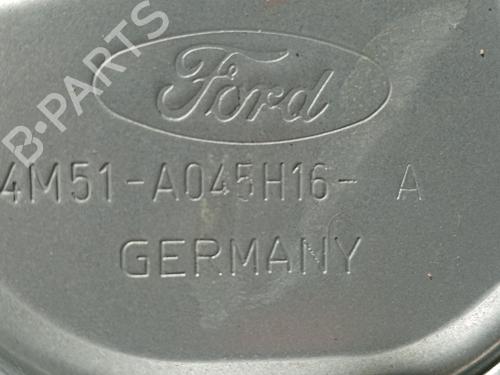 B-PARTS
Ford
4M51-A045H16- A
GERMANY